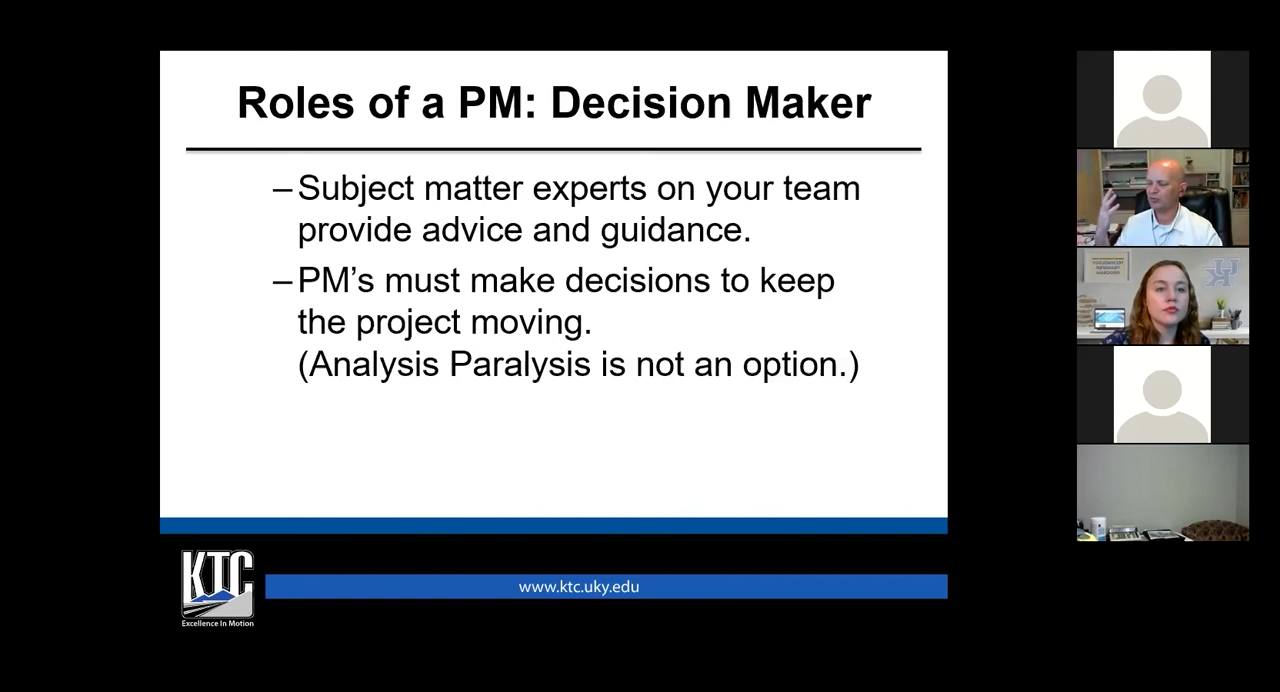 Roles of a PM: Decision Maker
–Subject matter experts on your team
provide advice and guidance.
–PM’s must make decisions to keep
the project moving.
(Analysis Paralysis is not an option.)
KTC
Excellence In Motion
www.ktc.uky.edu
UK